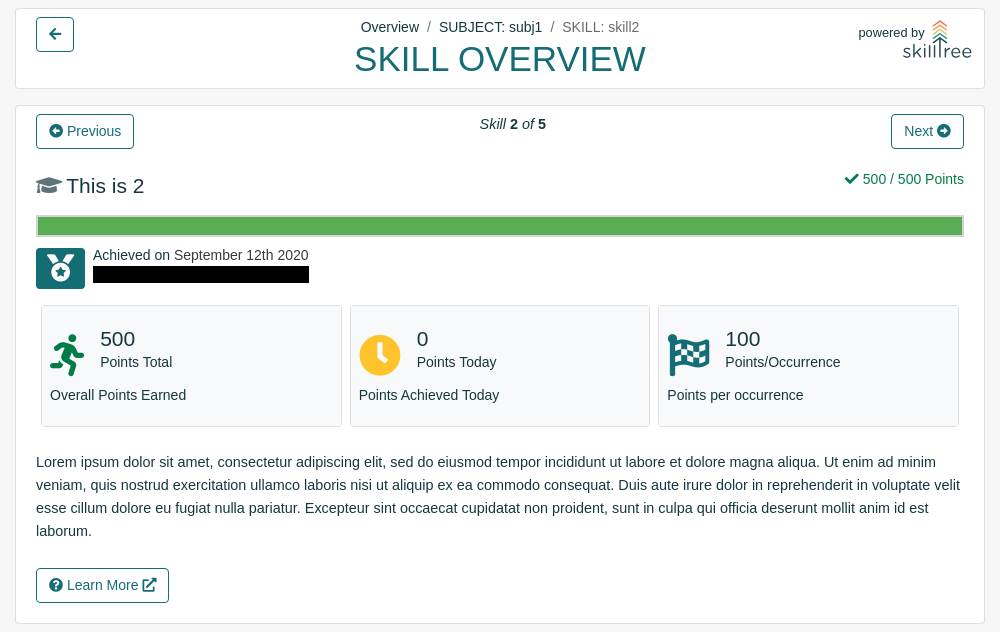 Overview / SUBJECT: subj1 / SKILL: skill2
SKILL OVERVIEW
powered by
skilltree
Previous
Skill 2 of 5
Next
This is 2
500 / 500 Points
Achieved on September 12th 2020
500
Points Total
Overall Points Earned
0
Points Today
Points Achieved Today
100
Points/Occurrence
Points per occurrence
Lorem ipsum dolor sit amet, consectetur adipiscing elit, sed do eiusmod tempor incididunt ut labore et dolore magna aliqua. Ut enim ad minim
veniam, quis nostrud exercitation ullamco laboris nisi ut aliquip ex ea commodo consequat. Duis aute irure dolor in reprehenderit in voluptate velit
esse cillum dolore eu fugiat nulla pariatur. Excepteur sint occaecat cupidatat non proident, sunt in culpa qui officia deserunt mollit anim id est
laborum.
Learn More